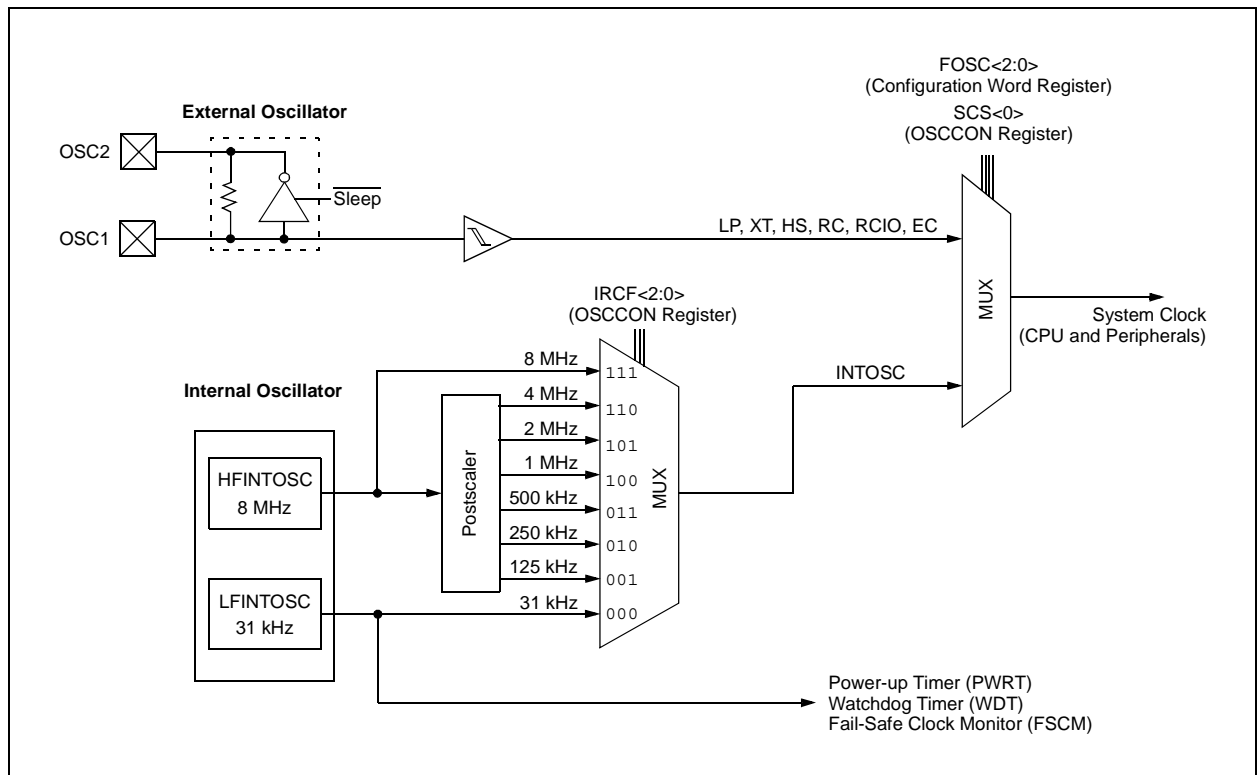 FOSC<2:0>
(Configuration Word Register)
SCS<0>
(OSCCON Register)
External Oscillator
OSC2
Sleep
OSC1
LP, XT, HS, RC, RCIO, EC
MUX
System Clock
(CPU and Peripherals)
IRCF<2:0>
(OSCCON Register)
INTOSC
Internal Oscillator
HFINTOSC
8 MHz
LFINTOSC
31 kHz
Postscaler
8 MHz
4 MHz
2 MHz
1 MHz
500 kHz
250 kHz
125 kHz
31 kHz
111
110
101
100
011
010
001
000
MUX
Power-up Timer (PWRT)
Watchdog Timer (WDT)
Fail-Safe Clock Monitor (FSCM)